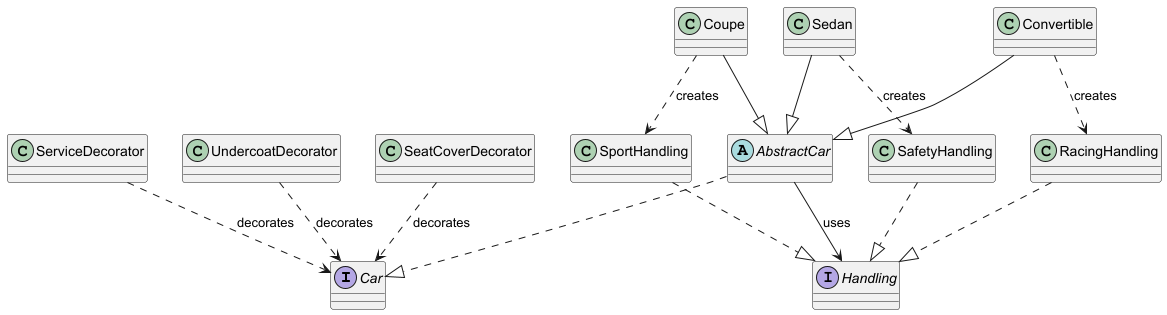 C Coupe
C Sedan
C Convertible
creates
creates
creates
C ServiceDecorator
C UndercoatDecorator
C SeatCoverDecorator
C SportHandling
A AbstractCar
C SafetyHandling
C RacingHandling
decorates
decorates
decorates
uses
I Car
I Handling